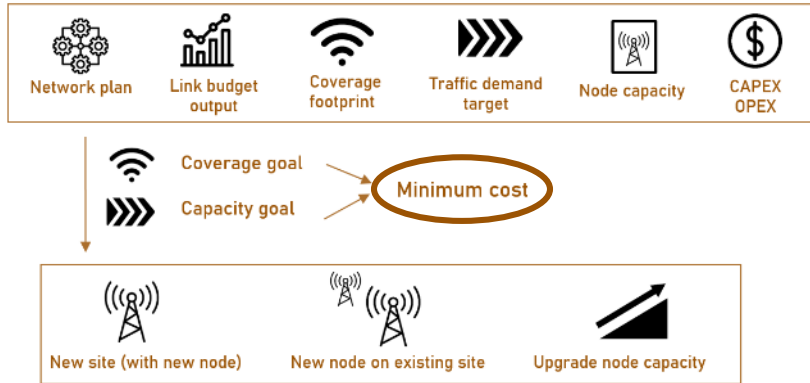 Network plan
Link budget
output
Coverage
footprint
Traffic demand
target
Node capacity
$
CAPEX
OPEX
Coverage goal
Capacity goal
Minimum cost
New site (with new node)
New node on existing site
Upgrade node capacity